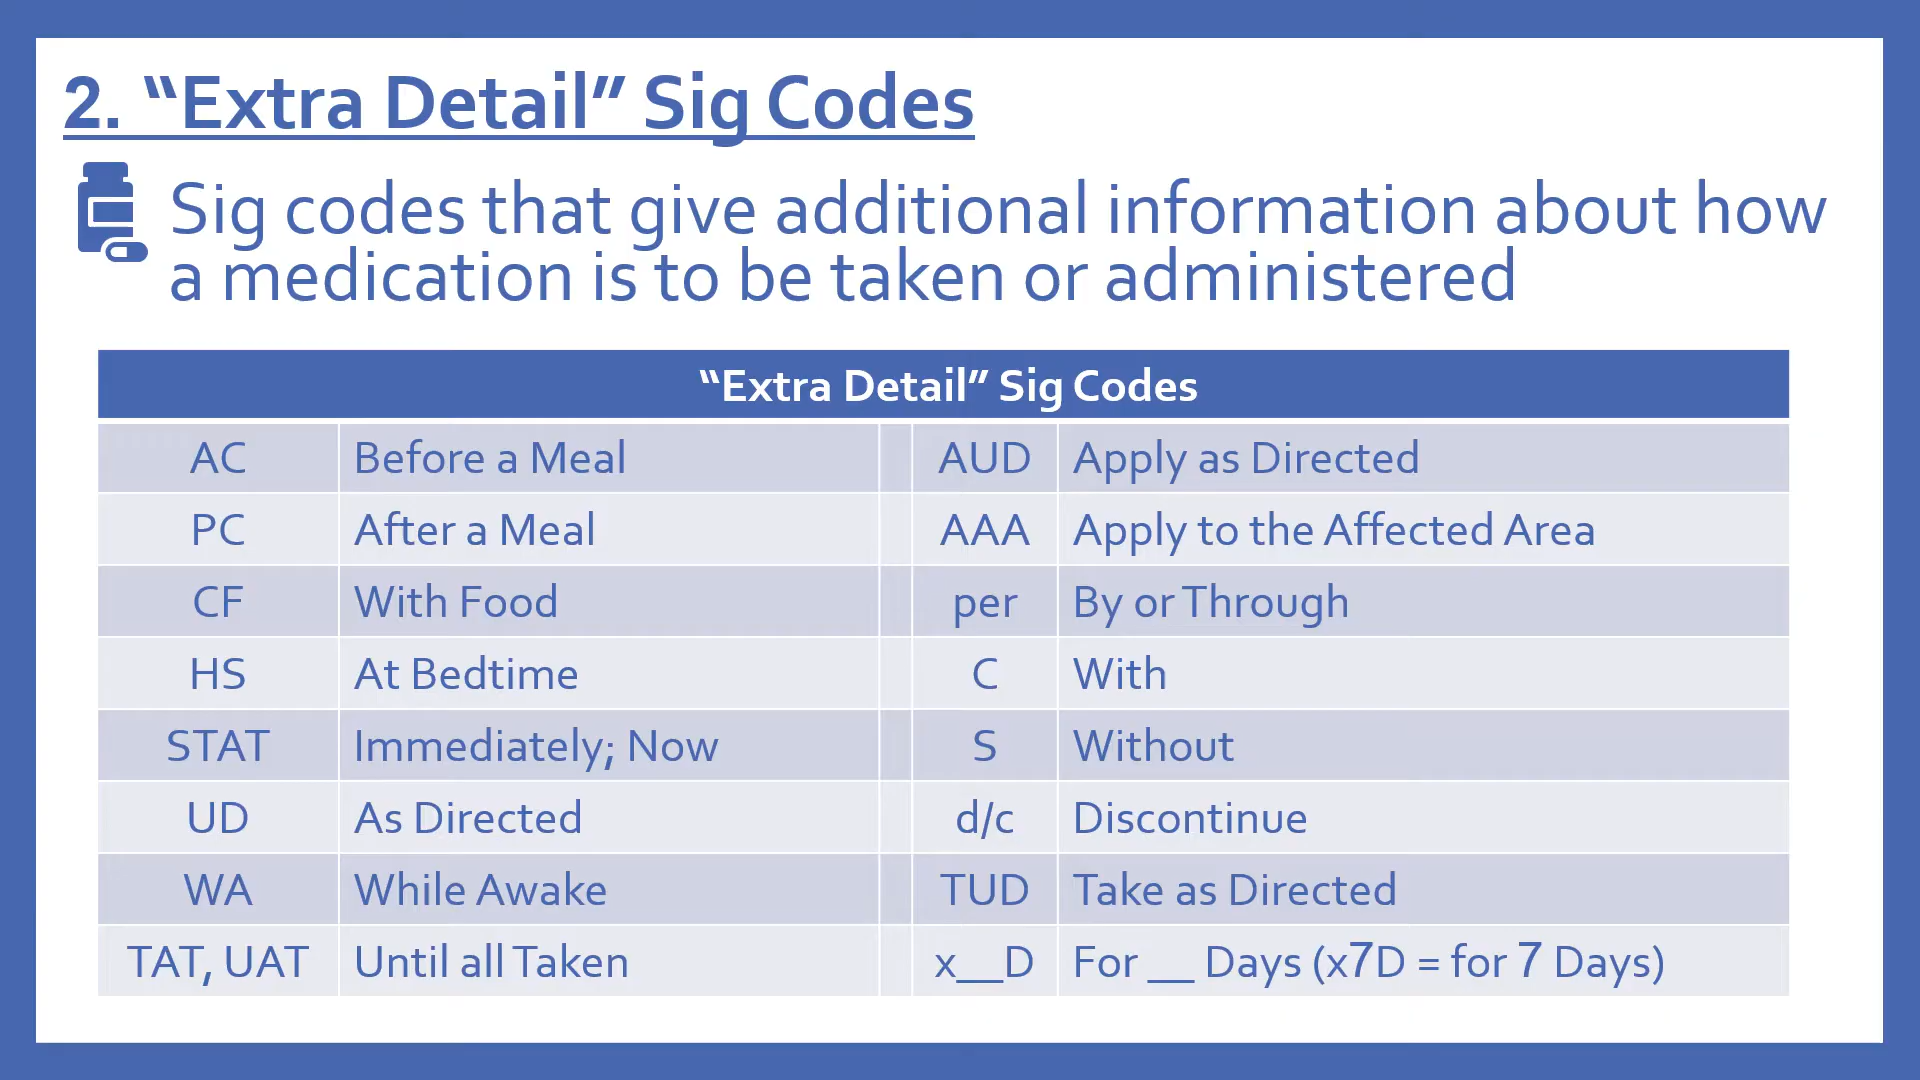 2. “Extra Detail” Sig Codes
Sig codes that give additional information about how
a medication is to be taken or administered
“Extra Detail” Sig Codes
AC Before a Meal AUD Apply as Directed
PC After a Meal AAA Apply to the Affected Area
CF With Food per By or Through
HS At Bedtime C With
STAT Immediately; Now S Without
UD As Directed d/c Discontinue
WA While Awake TUD Take as Directed
TAT, UAT Until all Taken x__D For __ Days (x7D = for 7 Days)